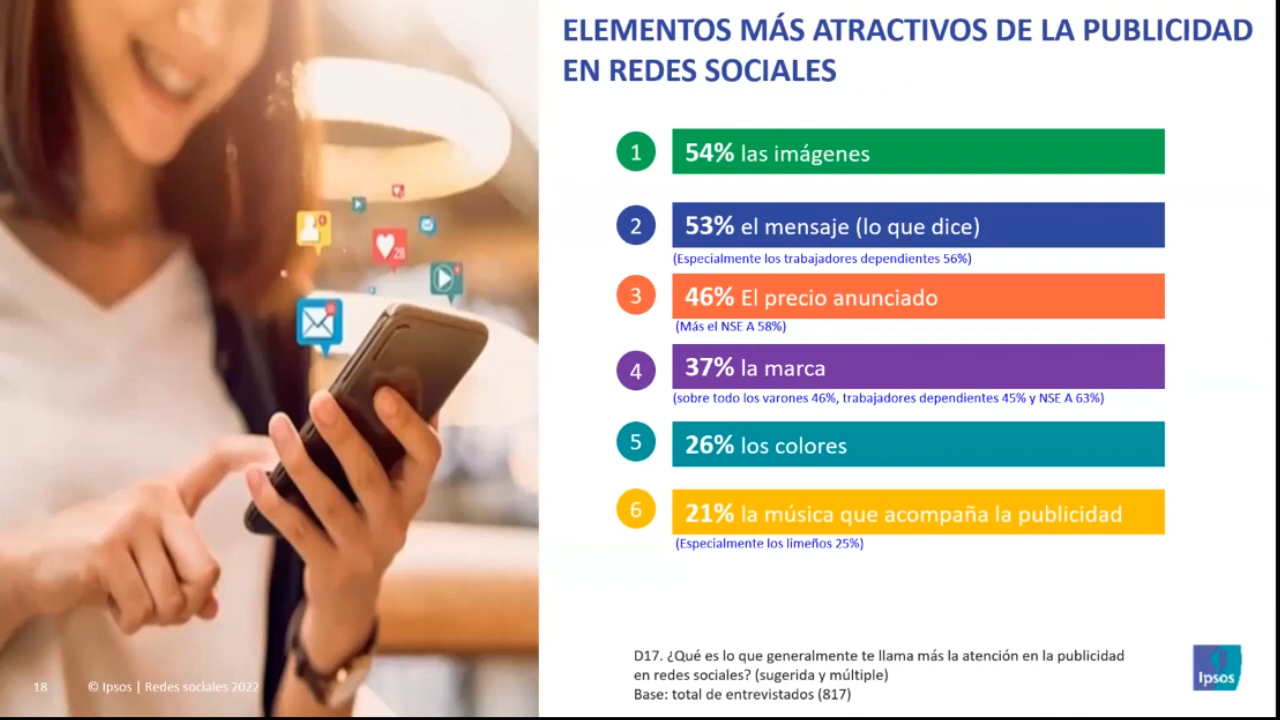 ELEMENTOS MÁS ATRACTIVOS DE LA PUBLICIDAD
EN REDES SOCIALES
1
54% las imágenes
2
53% el mensaje (lo que dice)
(Especialmente los trabajadores dependientes 56%)
3
46% El precio anunciado
(Más el NSE A 58%)
4
37% la marca
(sobre todo los varones 46%, trabajadores dependientes 45% y NSE A 63%)
5
26% los colores
6
21% la música que acompaña la publicidad
(Especialmente los limeños 25%)
28
D17. ¿Qué es lo que generalmente te llama más la atención en la publicidad
en redes sociales? (sugerida y múltiple)
Base: total de entrevistados (817)
18 © Ipsos | Redes sociales 2022
Ipsos